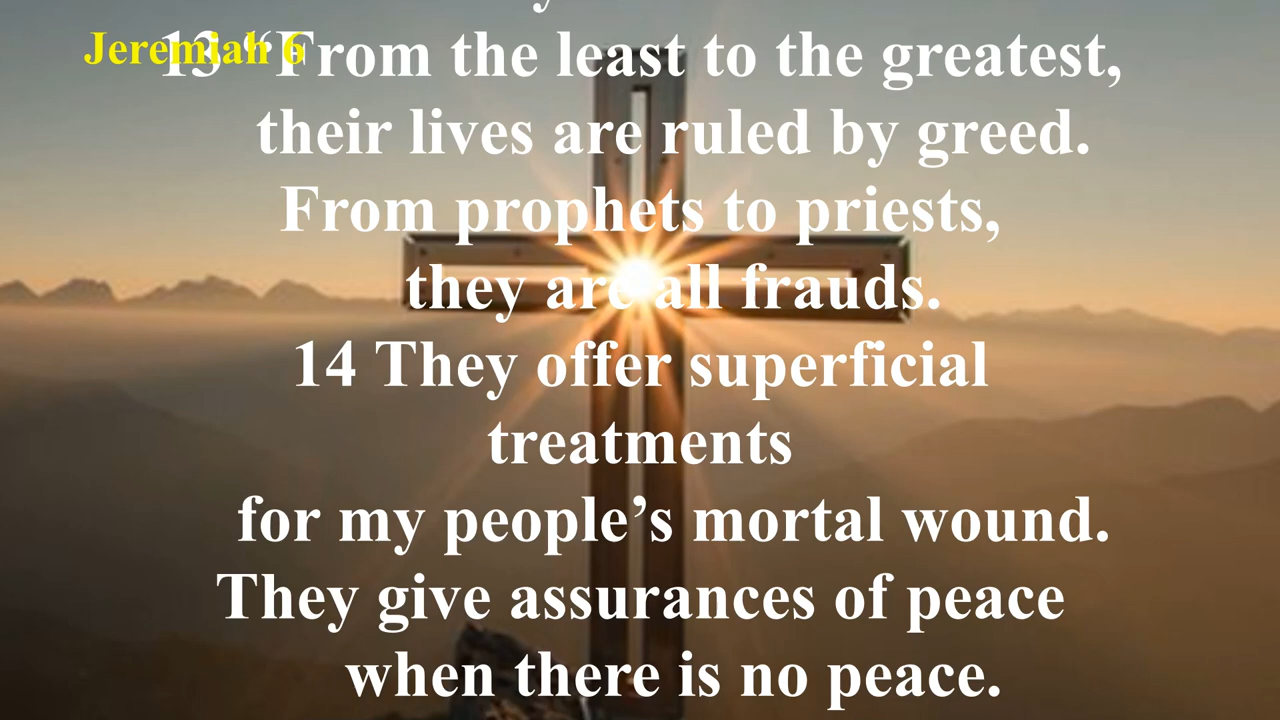 Jeremiah 6
13 “From the least to the greatest,
their lives are ruled by greed.
From prophets to priests,
they are all frauds.
14 They offer superficial
treatments
for my people’s mortal wound.
They give assurances of peace
when there is no peace.